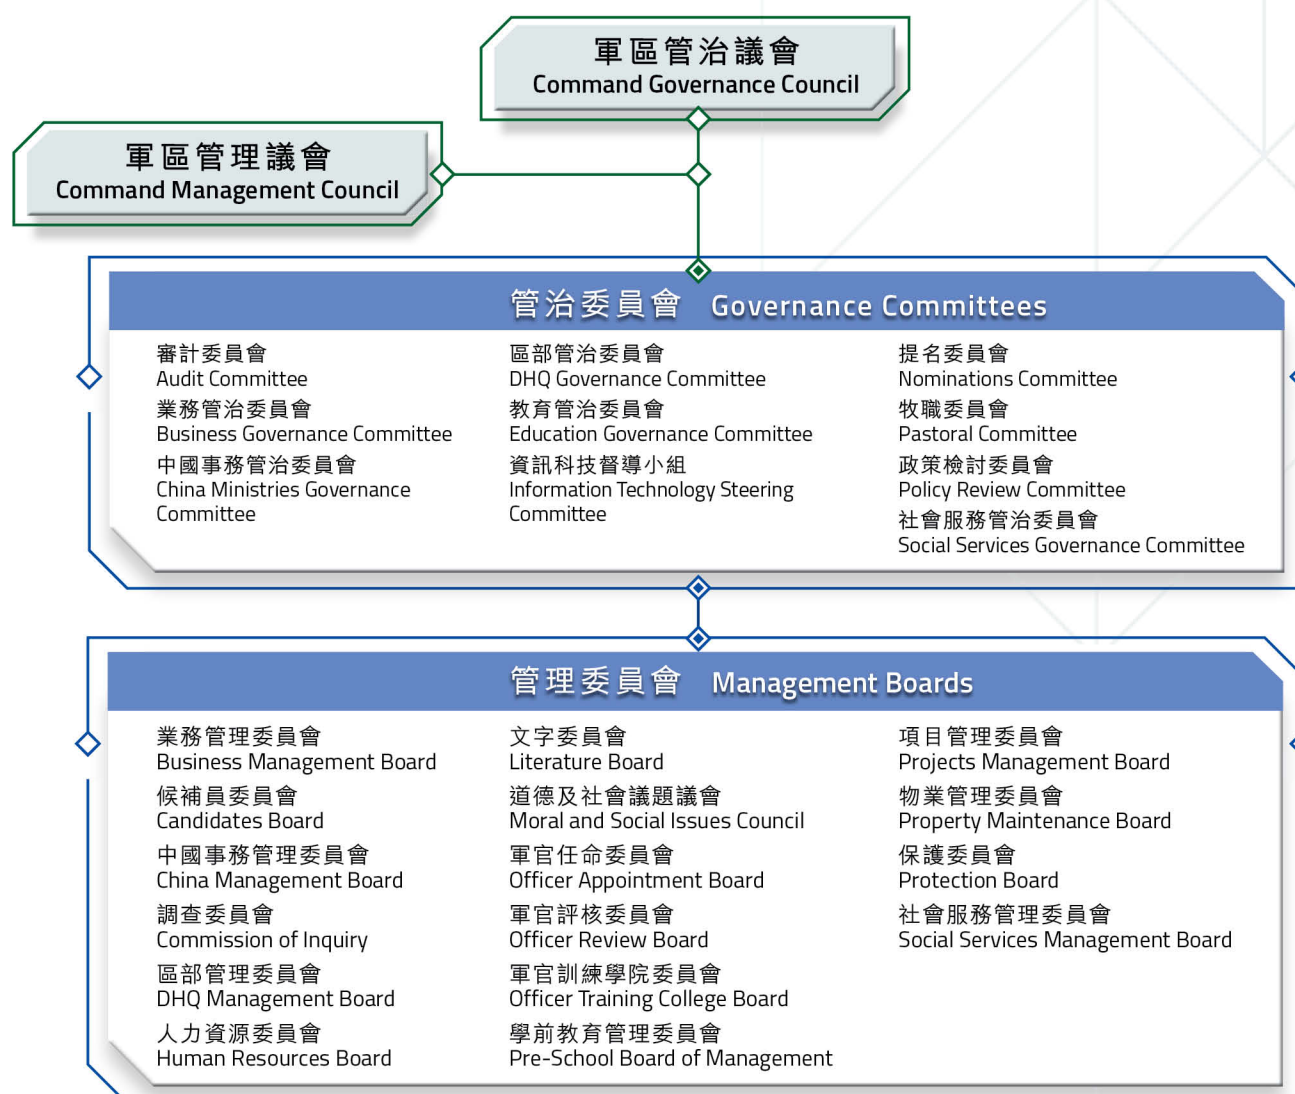 軍區管治議會
Command Governance Council
軍區管理議會
Command Management Council
管治委員會 Governance Committees
審計委員會
Audit Committee
業務管治委員會
Business Governance Committee
中國事務管治委員會
China Ministries Governance
Committee
區部管治委員會
DHQ Governance Committee
教育管治委員會
Education Governance Committee
資訊科技督導小組
Information Technology Steering
Committee
提名委員會
Nominations Committee
牧職委員會
Pastoral Committee
政策檢討委員會
Policy Review Committee
社會服務管治委員會
Social Services Governance Committee
管理委員會 Management Boards
業務管理委員會
Business Management Board
候補員委員會
Candidates Board
中國事務管理委員會
China Management Board
調查委員會
Commission of Inquiry
區部管理委員會
DHQ Management Board
人力資源委員會
Human Resources Board
文字委員會
Literature Board
道德及社會議題議會
Moral and Social Issues Council
軍官任命委員會
Officer Appointment Board
軍官評核委員會
Officer Review Board
軍官訓練學院委員會
Officer Training College Board
學前教育管理委員會
Pre-School Board of Management
項目管理委員會
Projects Management Board
物業管理委員會
Property Maintenance Board
保護委員會
Protection Board
社會服務管理委員會
Social Services Management Board